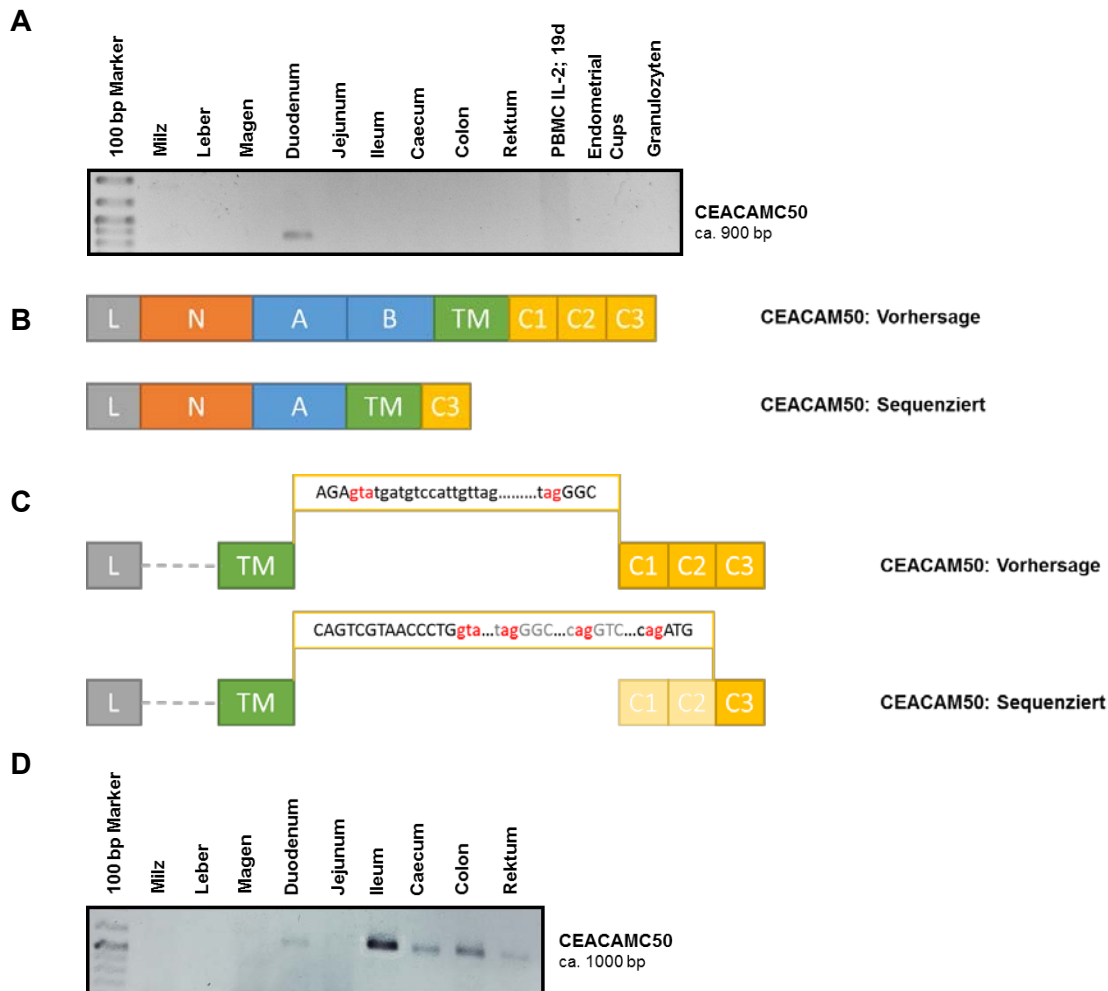 A
100 bp Marker
Milz
Leber
Magen
Duodenum
Jejunum
Ileum
Caecum
Colon
Rektum
PBMC IL-2; 19d
Endometrial
Cups
Granulozyten
CEACAMC50
ca. 900 bp
B
L N A B TM C1 C2 C3
CEACAM50: Vorhersage
L N A TM C3
CEACAM50: Sequenziert
C
AGAgtatgatgtccattgttag.........tagGGC
L TM C1 C2 C3
CEACAM50: Vorhersage
CAGTCGTAACCCTGgta...tagGGC...cagGTC...cagATG
L TM C1 C2 C3
CEACAM50: Sequenziert
D
100 bp Marker
Milz
Leber
Magen
Duodenum
Jejunum
Ileum
Caecum
Colon
Rektum
CEACAMC50
ca. 1000 bp